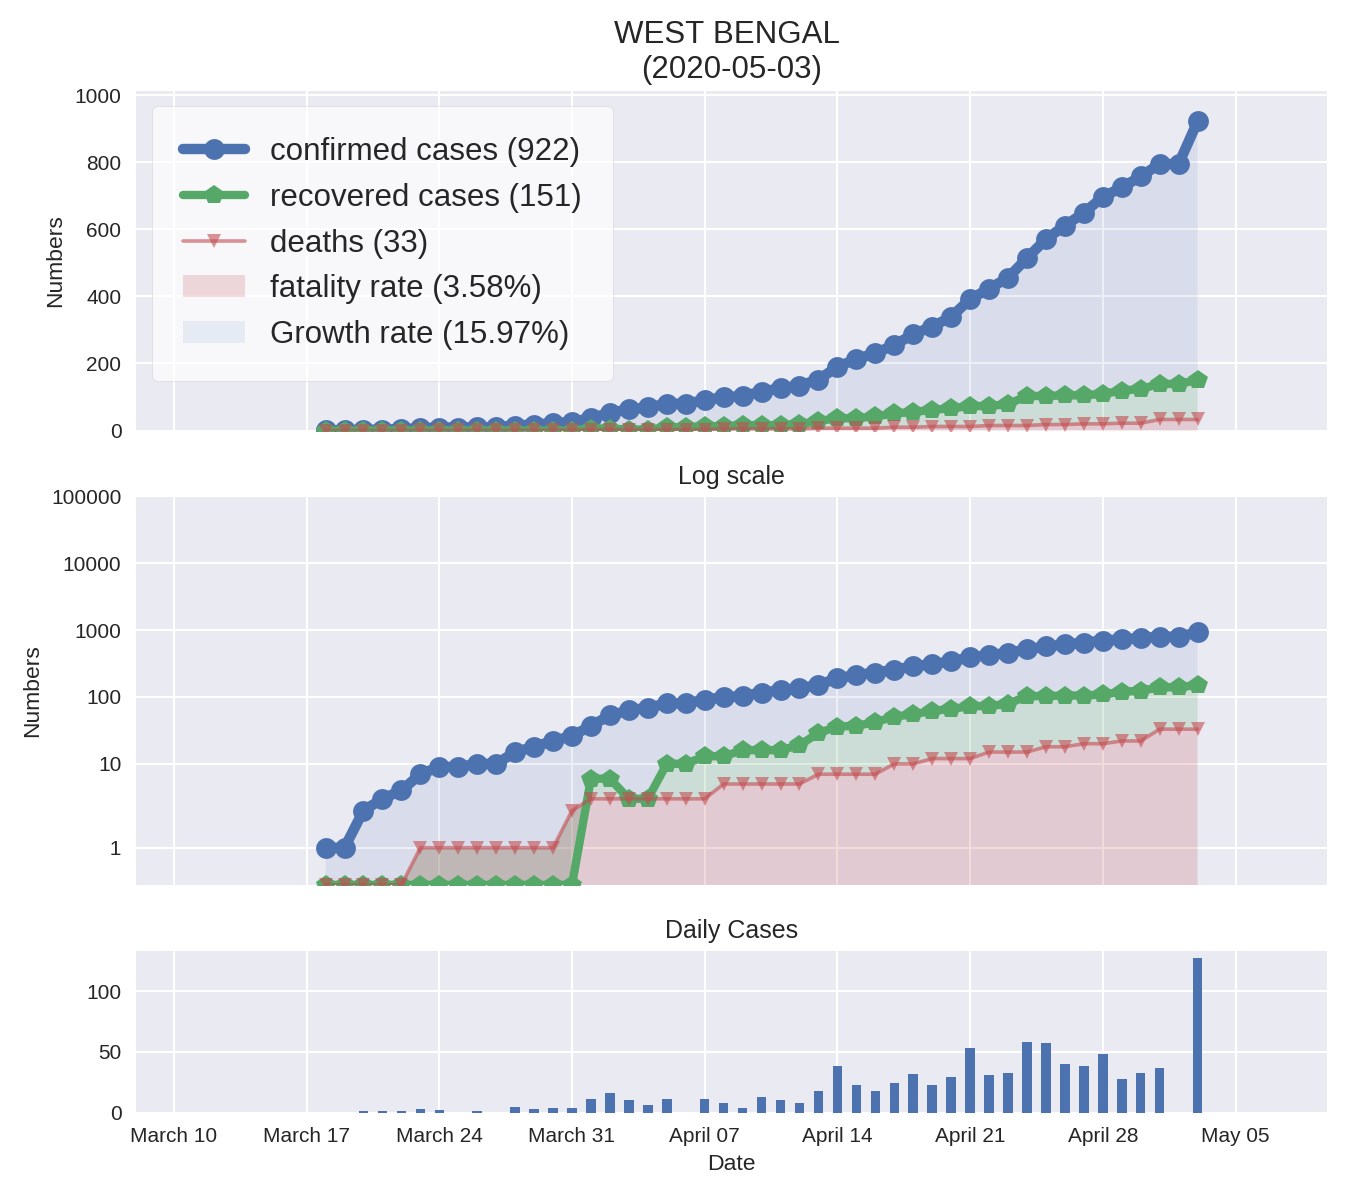 WEST BENGAL
(2020-05-03)
1000
800
600
400
200
0
Numbers
confirmed cases (922)
recovered cases (151)
deaths (33)
fatality rate (3.58%)
Growth rate (15.97%)
Log scale
100000
10000
1000
100
10
1
Numbers
Daily Cases
100
50
0
March 10 March 17 March 24 March 31 April 07 April 14 April 21 April 28 May 05
Date